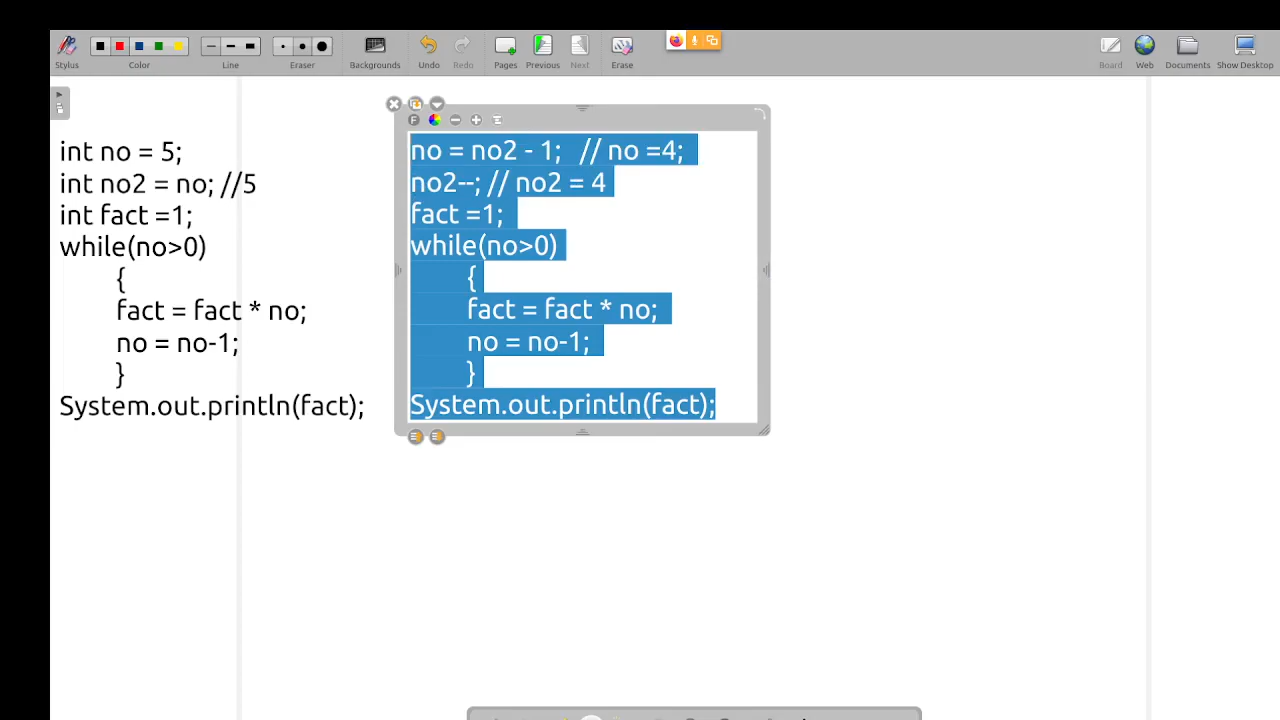 Stylus
Color
Line
Eraser
Backgrounds
Undo
Redo
Pages
Previous
Next
Erase
Board
Web
Documents
Show Desktop
int no = 5;
int no2 = no; //5
int fact =1;
while(no>0)
{
fact = fact * no;
no = no-1;
}
System.out.println(fact);
F
no = no2 - 1; // no =4;
no2--; // no2 = 4
fact =1;
while(no>0)
{
fact = fact * no;
no = no-1;
}
System.out.println(fact);